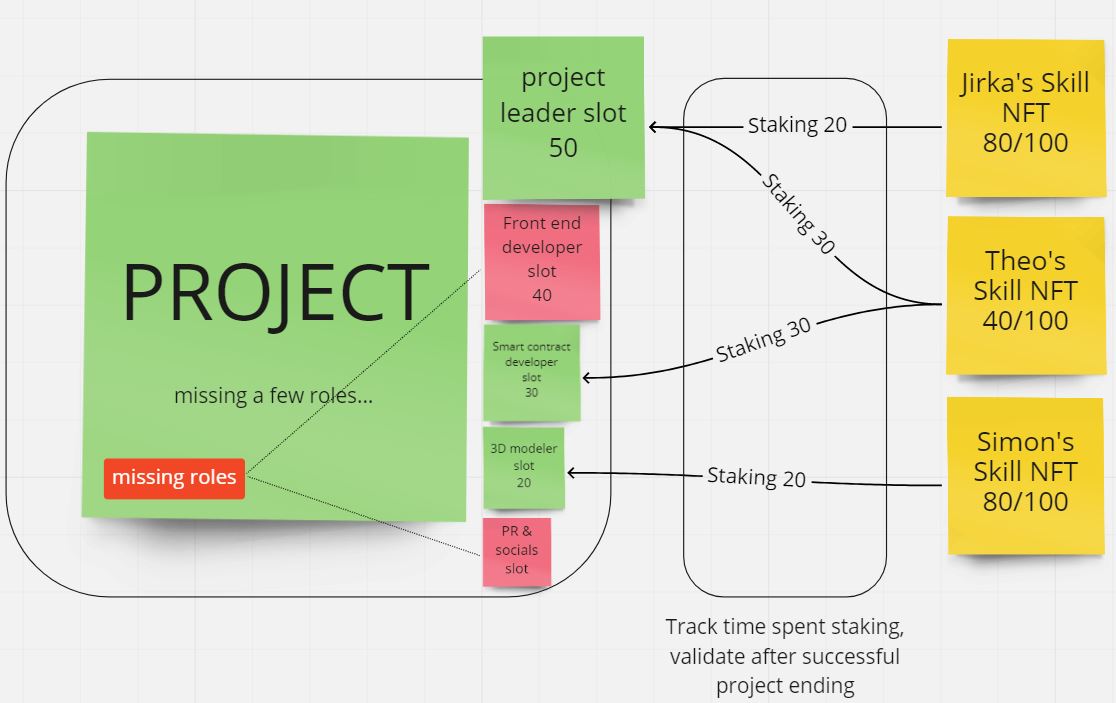 PROJECT
missing a few roles...
missing roles
project
leader slot
50
Front end
developer
slot
40
Smart contract
developer
slot
30
3D modeler
slot
20
PR &
socials
slot
Staking 20
Staking 30
Staking 30
Staking 20
Track time spent staking,
validate after successful
project ending
Jirka's Skill
NFT
80/100
Theo's
Skill NFT
40/100
Simon's
Skill NFT
80/100